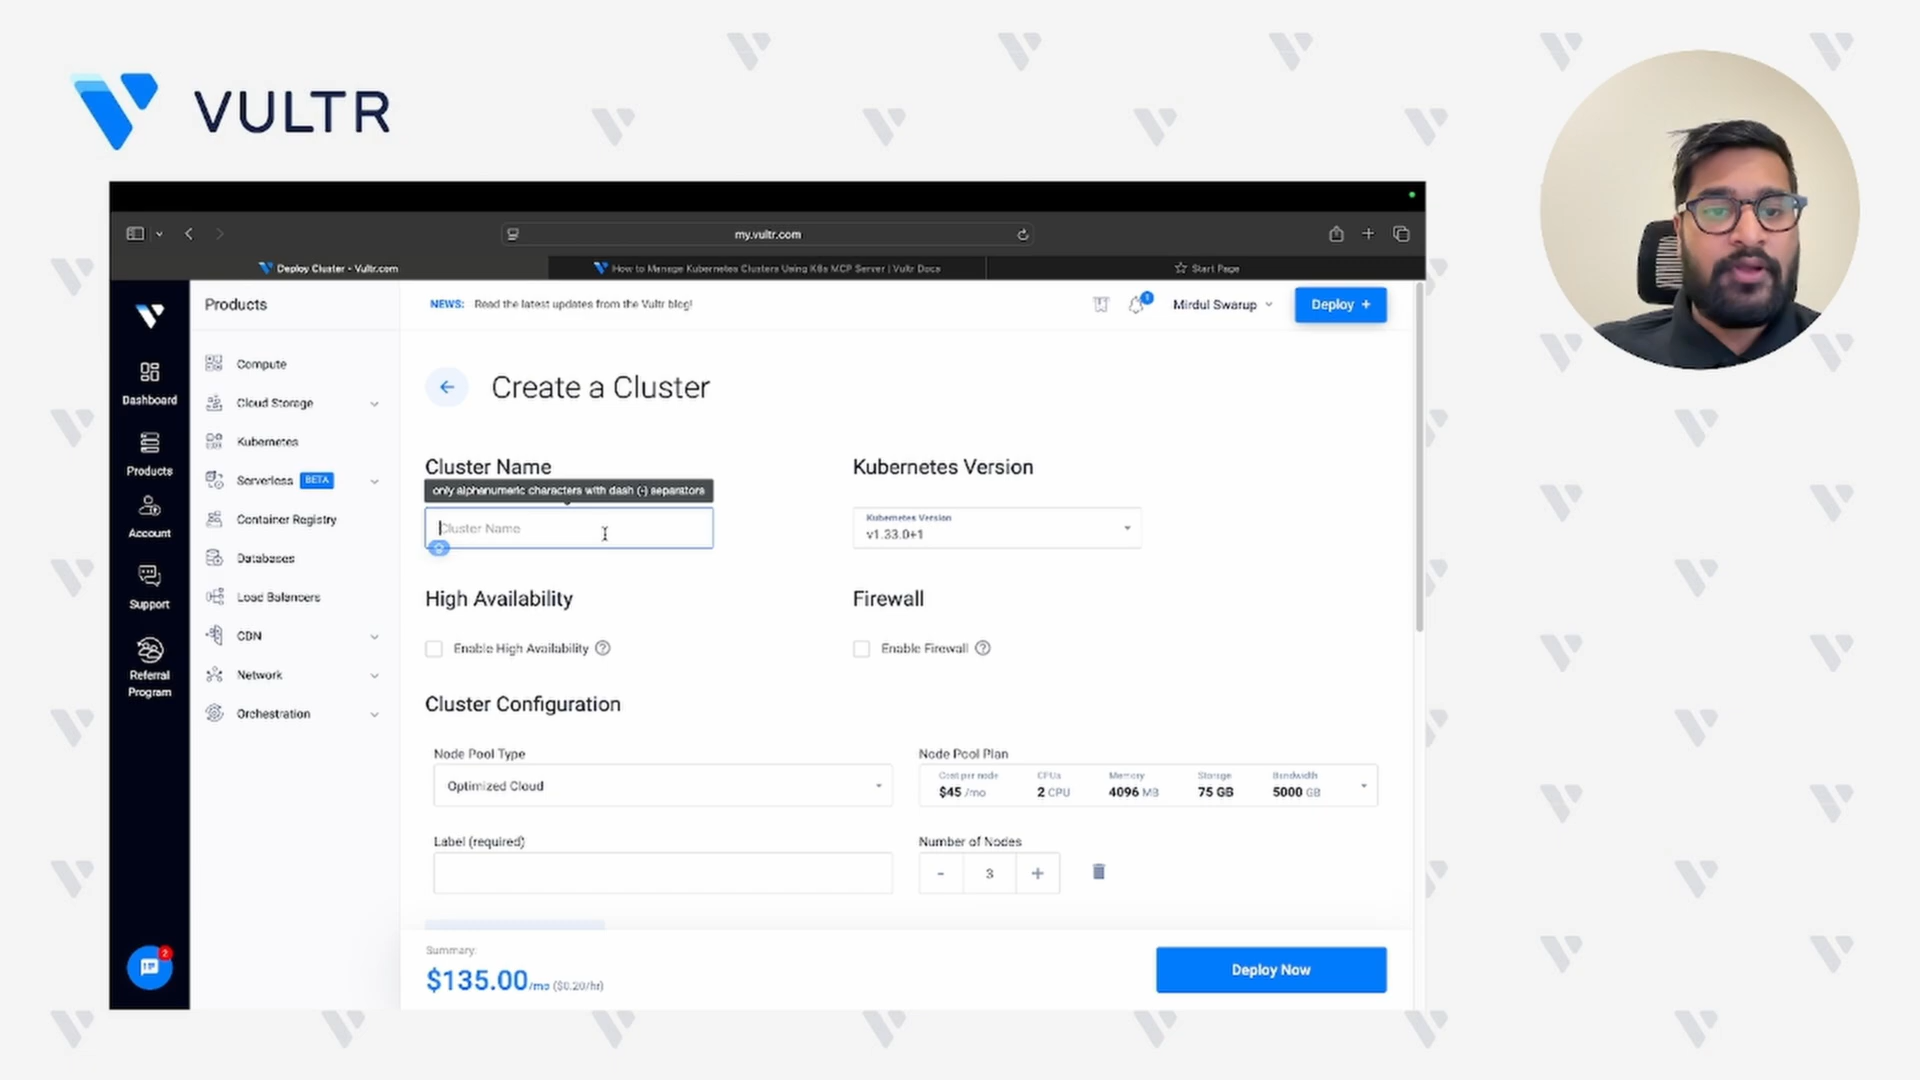 VULTR
my.vultr.com
Deploy Cluster - Vultr.com
How to Manage Kubernetes Clusters Using K8s MCP Server | Vultr Docs
Start Page
Products
NEWS: Read the latest updates from the Vultr blog!
1
Mirdul Swarup
Deploy +
Dashboard
Products
Account
Support
Referral
Program
2
Compute
Cloud Storage
Kubernetes
Serverless BETA
Container Registry
Databases
Load Balancers
CDN
Network
Orchestration
Create a Cluster
Cluster Name
only alphanumeric characters with dash (-) separators
Cluster Name
Kubernetes Version
Kubernetes Version
v1.33.0+1
High Availability
Enable High Availability ?
Firewall
Enable Firewall ?
Cluster Configuration
Node Pool Type
Optimized Cloud
Node Pool Plan
Cost per node CPUs Memory Storage Bandwidth
$45 /mo 2 CPU 4096 MB 75 GB 5000 GB
Label (required)
Number of Nodes
- 3 +
Summary:
$135.00/mo ($0.20/hr)
Deploy Now